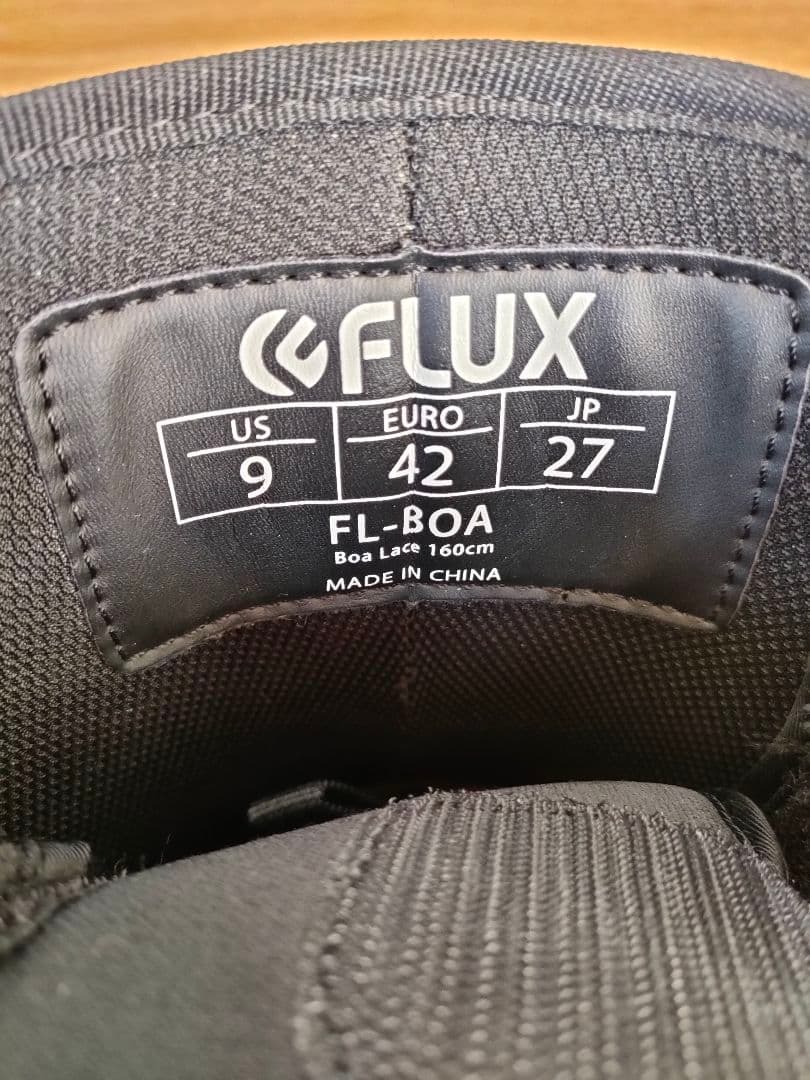 FLUX
US EURO JP
9 42 27
FL-BOA
Boa Lace 160cm
MADE IN CHINA